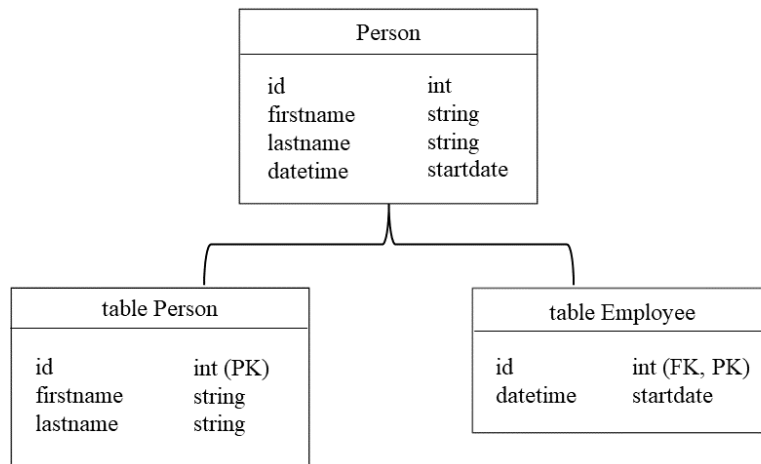 Person
id int
firstname string
lastname string
datetime startdate
table Person
id int (PK)
firstname string
lastname string
table Employee
id int (FK, PK)
datetime startdate